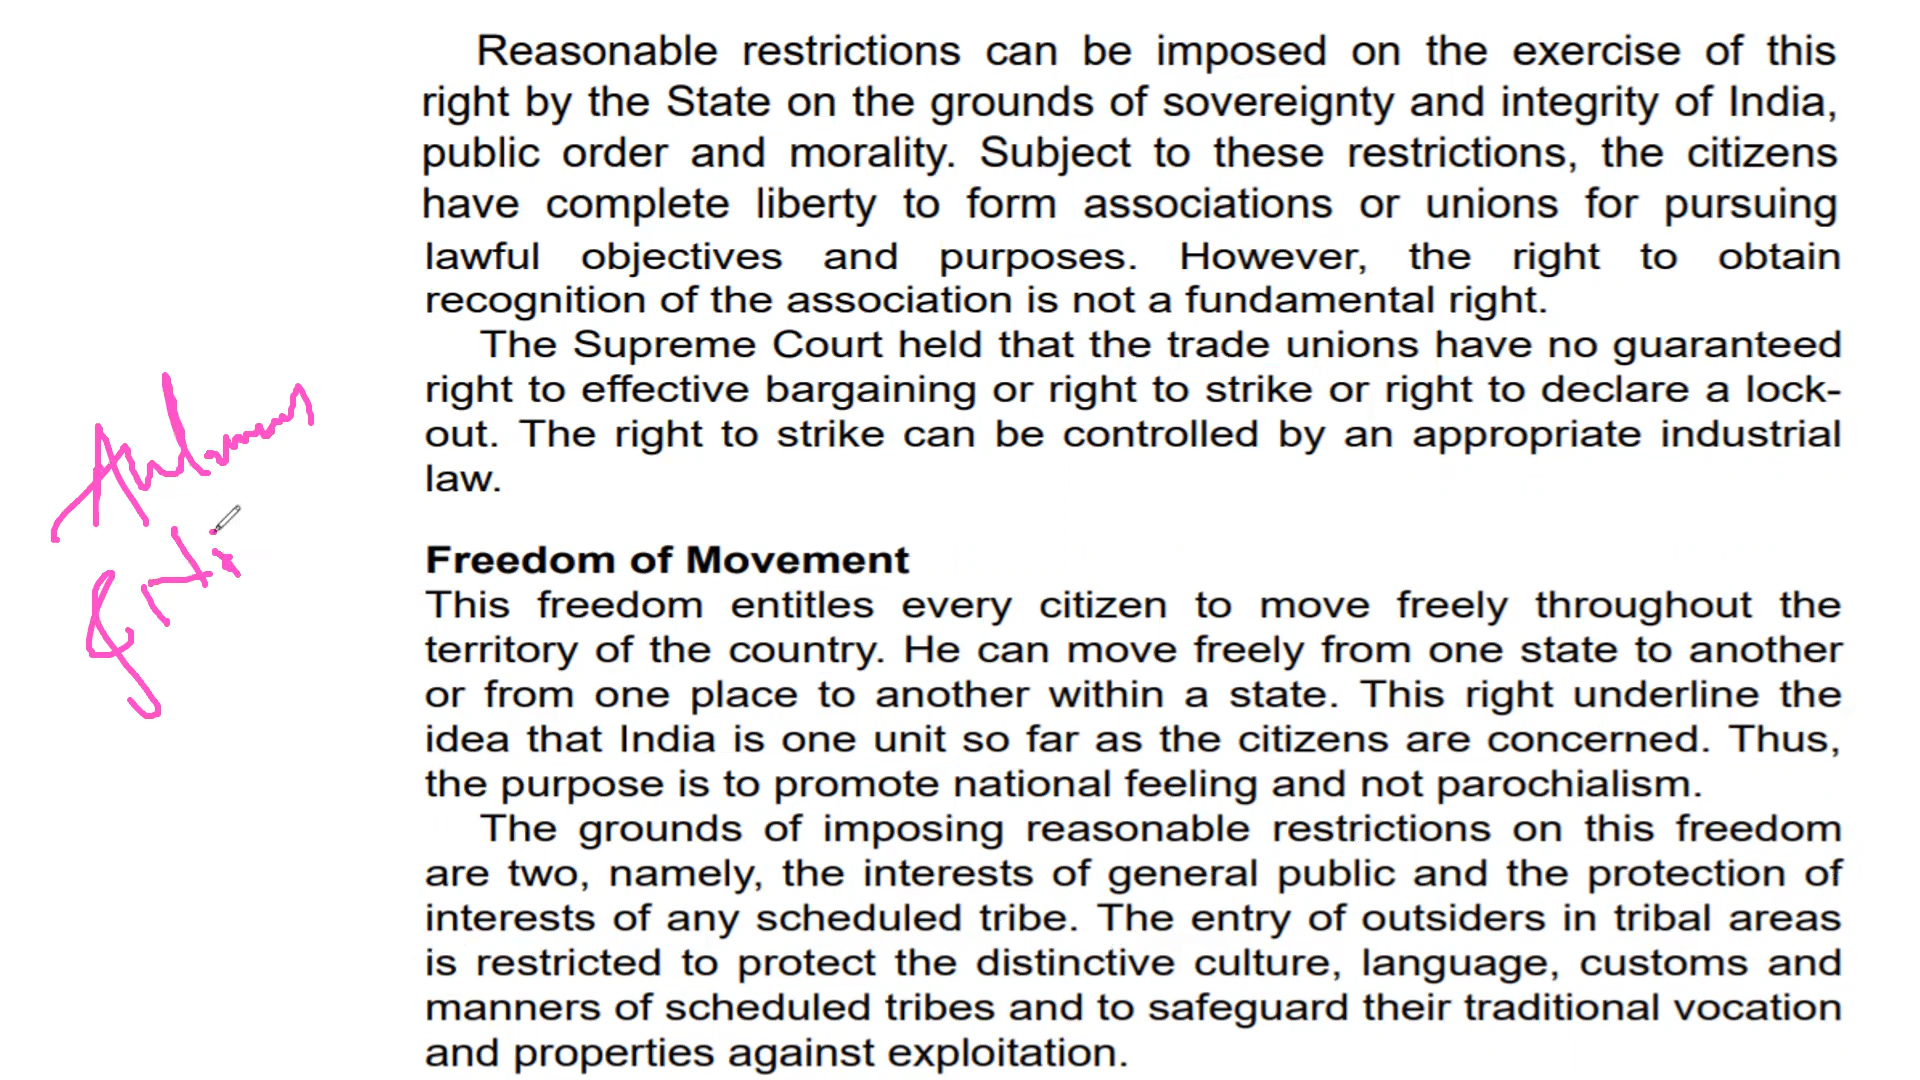 Reasonable restrictions can be imposed on the exercise of this
right by the State on the grounds of sovereignty and integrity of India,
public order and morality. Subject to these restrictions, the citizens
have complete liberty to form associations or unions for pursuing
lawful objectives and purposes. However, the right to obtain
recognition of the association is not a fundamental right.
The Supreme Court held that the trade unions have no guaranteed
right to effective bargaining or right to strike or right to declare a lock-
out. The right to strike can be controlled by an appropriate industrial
law.
Freedom of Movement
This freedom entitles every citizen to move freely throughout the
territory of the country. He can move freely from one state to another
or from one place to another within a state. This right underline the
idea that India is one unit so far as the citizens are concerned. Thus,
the purpose is to promote national feeling and not parochialism.
The grounds of imposing reasonable restrictions on this freedom
are two, namely, the interests of general public and the protection of
interests of any scheduled tribe. The entry of outsiders in tribal areas
is restricted to protect the distinctive culture, language, customs and
manners of scheduled tribes and to safeguard their traditional vocation
and properties against exploitation.